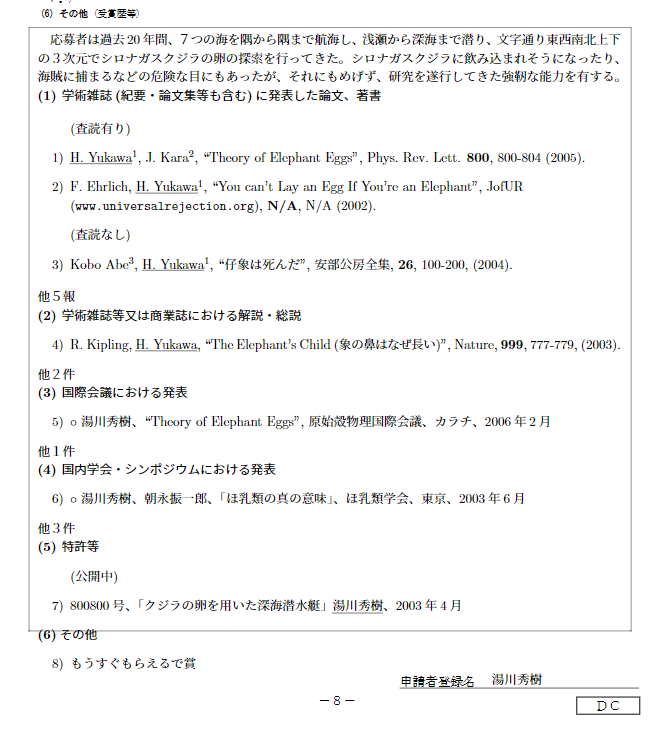 (6) その他（受賞歴等）
応募者は過去 20 年間、７つの海を隅から隅まで航海し、浅瀬から深海まで潜り、文字通り東西南北上下
の３次元でシロナガスクジラの卵の探索を行ってきた。シロナガスクジラに飲み込まれそうになったり、
海賊に捕まるなどの危険な目にもあったが、それにもめげず、研究を遂行してきた強靭な能力を有する。
(1) 学術雑誌 (紀要・論文集等も含む) に発表した論文、著書
(査読有り)
1) H. Yukawa¹, J. Kara², “Theory of Elephant Eggs”, Phys. Rev. Lett. 800, 800-804 (2005).
2) F. Ehrlich, H. Yukawa¹, “You can’t Lay an Egg If You’re an Elephant”, JofUR
(www.universalrejection.org), N/A, N/A (2002).
(査読なし)
3) Kobo Abe³, H. Yukawa¹, “仔象は死んだ”, 安部公房全集, 26, 100-200, (2004).
他５報
(2) 学術雑誌等又は商業誌における解説・総説
4) R. Kipling, H. Yukawa, “The Elephant’s Child (象の鼻はなぜ長い)”, Nature, 999, 777-779, (2003).
他２件
(3) 国際会議における発表
5) ○ 湯川秀樹、“Theory of Elephant Eggs”, 原始殻物理国際会議、カラチ、2006 年 2 月
他１件
(4) 国内学会・シンポジウムにおける発表
6) ○ 湯川秀樹、朝永振一郎、「ほ乳類の真の意味」、ほ乳類学会、東京、2003 年 6 月
他３件
(5) 特許等
(公開中)
7) 800800 号、「クジラの卵を用いた深海潜水艇」湯川秀樹、2003 年 4 月
(6) その他
8) もうすぐもらえるで賞
申請者登録名 湯川秀樹
－８－
ＤＣ